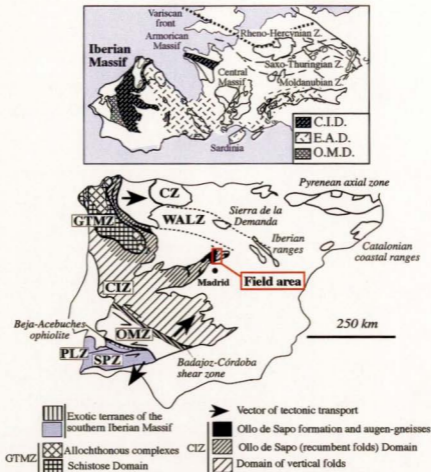 Variscan
front
Armorican
Massif
Rheno-Hercynian Z.
Iberian
Massif
Central
Massif
Saxo-Thuringian Z.
Moldanubian Z.
Sardinia
C.I.D.
E.A.D.
O.M.D.
Pyrenean axial zone
CZ
GTMZ
WALZ
Sierra de la
Demanda
Iberian
ranges
Catalonian
coastal ranges
Madrid
Field area
CIZ
Beja-Acebuches
ophiolite
OMZ
250 km
PLZ
SPZ
Badajoz-Córdoba
shear zone
Exotic terranes of the
southern Iberian Massif
GTMZ
Allochthonous complexes
Schistose Domain
Vector of tectonic transport
CIZ
Ollo de Sapo formation and augen-gneisses
Ollo de Sapo (recumbent folds) Domain
Domain of vertical folds